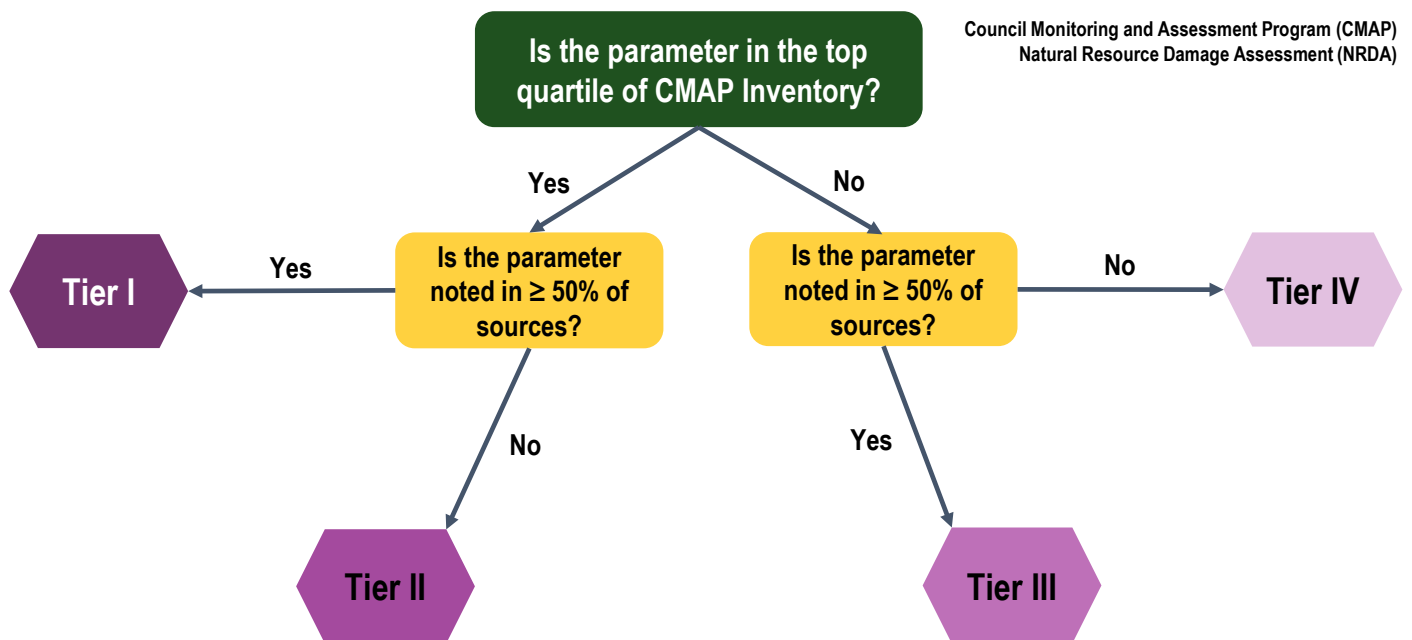 Council Monitoring and Assessment Program (CMAP)
Natural Resource Damage Assessment (NRDA)
Is the parameter in the top
quartile of CMAP Inventory?
Yes
No
Is the parameter
noted in ≥ 50% of
sources?
Is the parameter
noted in ≥ 50% of
sources?
Yes
No
Tier I
Tier IV
No
Yes
Tier II
Tier III